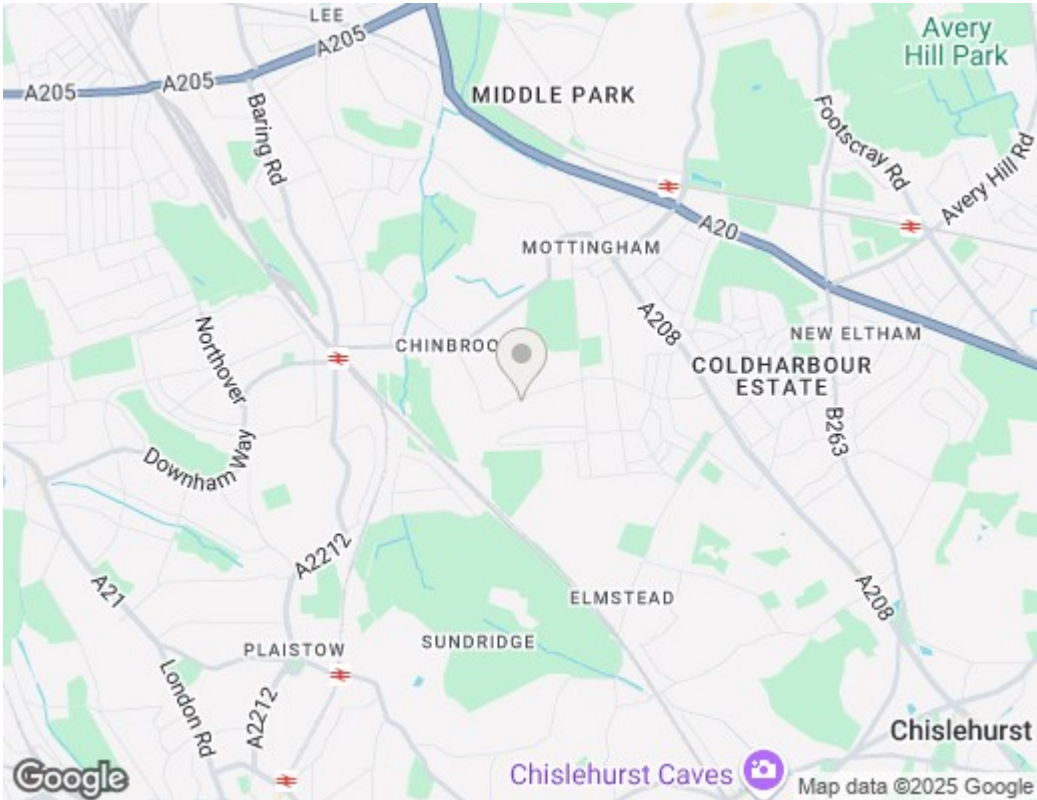 LEE
A205
A205
A205
Baring Rd
MIDDLE PARK
Avery
Hill Park
Footscray Rd
Avery Hill Rd
MOTTINGHAM
A20
A208
NEW ELTHAM
CHINBROO
COLDHARBOUR
ESTATE
Northover
B263
Downham Way
A2212
A21
ELMSTEAD
A208
PLAISTOW
SUNDRIDGE
London Rd
A2212
Chislehurst
Chislehurst Caves
Google
Map data ©2025 Google